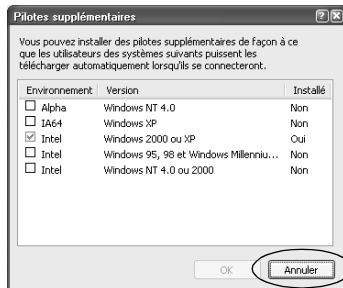 Pilotes supplémentaires
Vous pouvez installer des pilotes supplémentaires de façon à ce
que les utilisateurs des systèmes suivants puissent les
télécharger automatiquement lorsqu'ils se connecteront.
Environnement Version Installé
Alpha Windows NT 4.0 Non
IA64 Windows XP Non
Intel Windows 2000 ou XP Oui
Intel Windows 95, 98 et Windows Millenniu... Non
Intel Windows NT 4.0 ou 2000 Non
OK Annuler